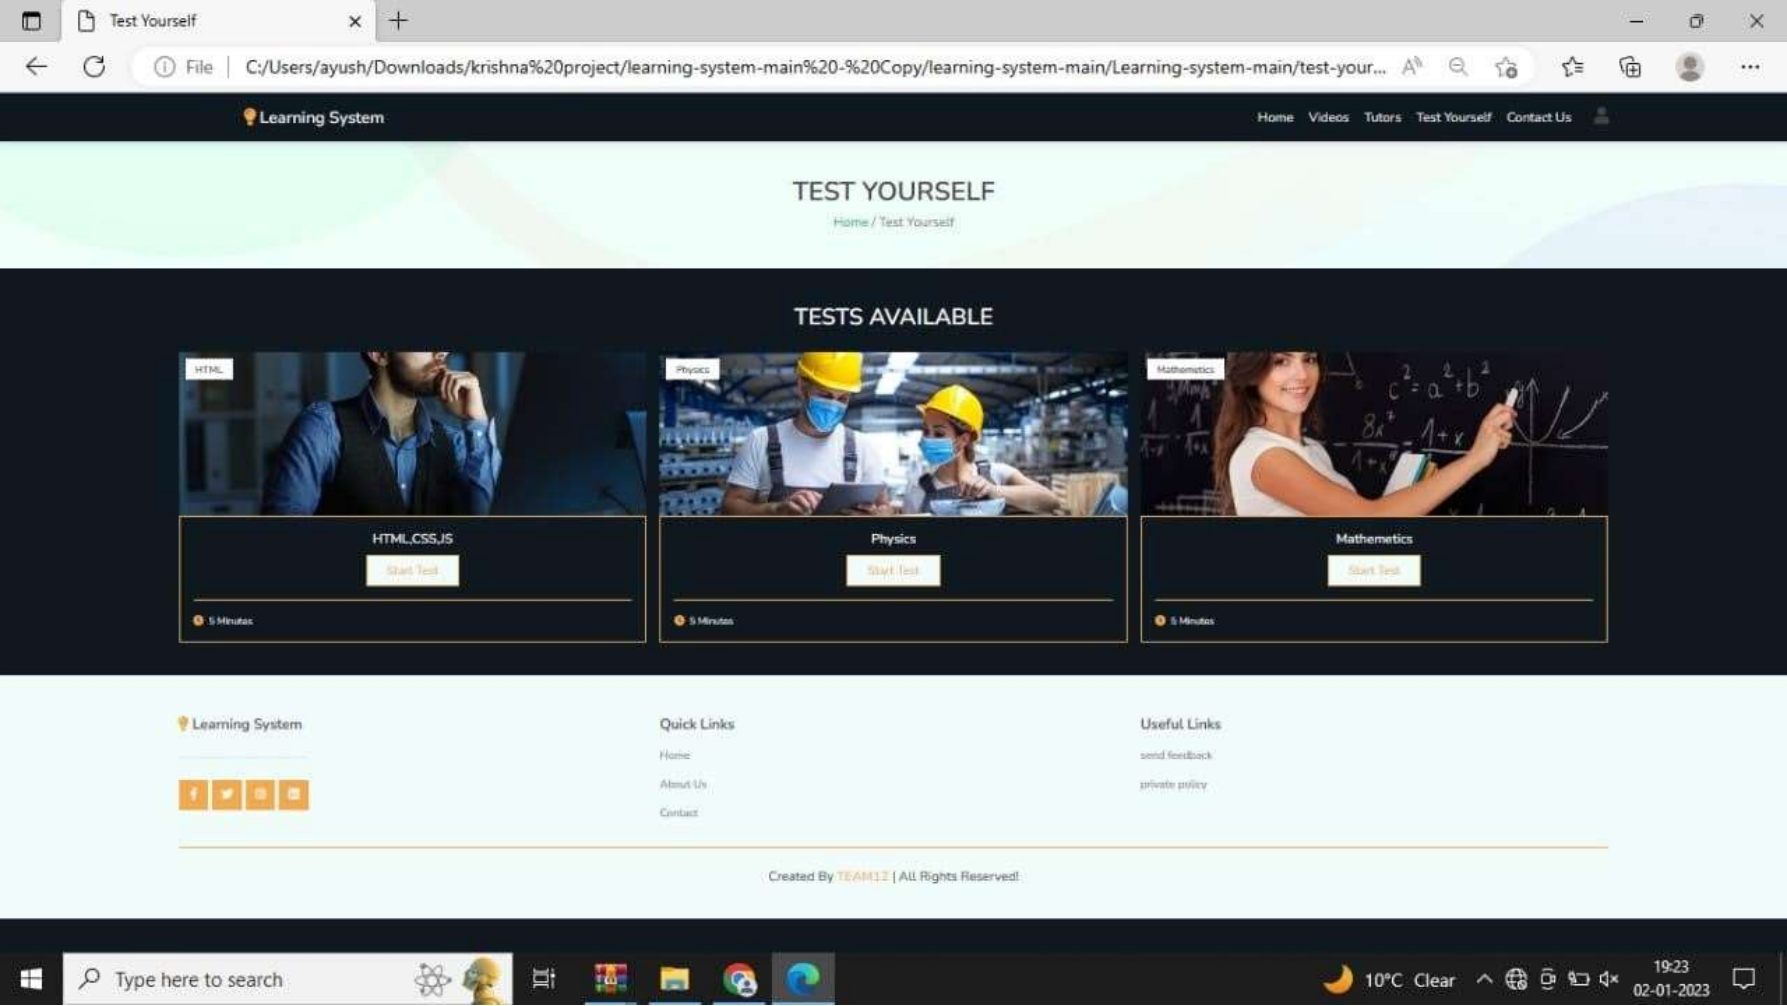 Test Yourself
File
C:/Users/ayush/Downloads/krishna%20project/learning-system-main%20-%20Copy/learning-system-main/Learning-system-main/test-your...
Learning System
Home Videos Tutors Test Yourself Contact Us
TEST YOURSELF
Home / Test Yourself
TESTS AVAILABLE
HTML
Physics
Mathematics
c² = a² + b²
HTML,CSS,JS
Start Test
5 Minutes
Physics
Start Test
5 Minutes
Mathematics
Start Test
5 Minutes
Learning System
Quick Links
Home
About Us
Contact
Useful Links
send feedback
private policy
Created By TEAM12 | All Rights Reserved!
Type here to search
10°C Clear
19:23
02-01-2023